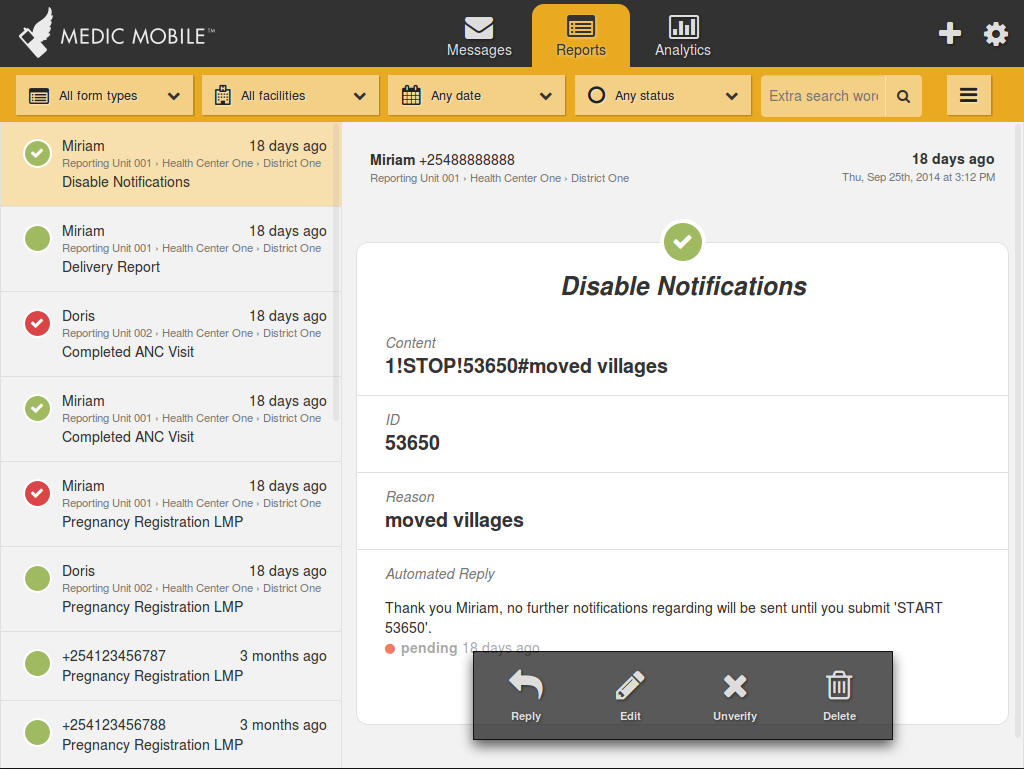 MEDIC MOBILE™
Messages
Reports
Analytics
All form types
All facilities
Any date
Any status
Extra search wor
Miriam 18 days ago
Reporting Unit 001 › Health Center One › District One
Disable Notifications
Miriam 18 days ago
Reporting Unit 001 › Health Center One › District One
Delivery Report
Doris 18 days ago
Reporting Unit 002 › Health Center One › District One
Completed ANC Visit
Miriam 18 days ago
Reporting Unit 001 › Health Center One › District One
Completed ANC Visit
Miriam 18 days ago
Reporting Unit 001 › Health Center One › District One
Pregnancy Registration LMP
Doris 18 days ago
Reporting Unit 002 › Health Center One › District One
Pregnancy Registration LMP
+254123456787 3 months ago
Pregnancy Registration LMP
+254123456788 3 months ago
Pregnancy Registration LMP
Miriam +25488888888 18 days ago
Reporting Unit 001 › Health Center One › District One Thu, Sep 25th, 2014 at 3:12 PM
Disable Notifications
Content
1!STOP!53650#moved villages
ID
53650
Reason
moved villages
Automated Reply
Thank you Miriam, no further notifications regarding will be sent until you submit 'START
53650'.
pending 18 days ago
Reply
Edit
Unverify
Delete